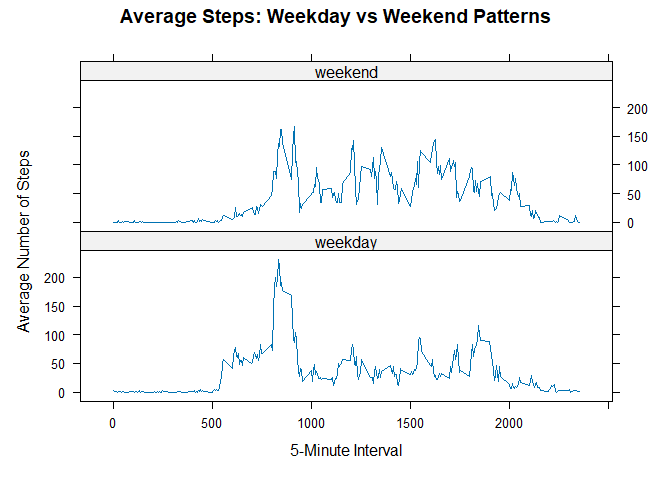 Average Steps: Weekday vs Weekend Patterns
weekend
200
150
100
50
0
Average Number of Steps
weekday
200
150
100
50
0
0 500 1000 1500 2000
5-Minute Interval